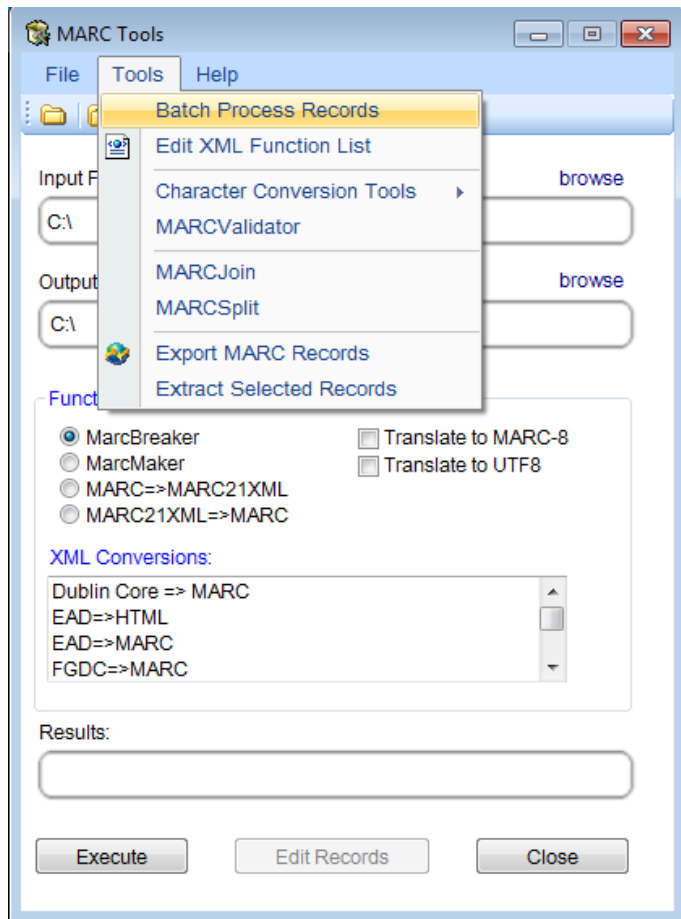 MARC Tools
File Tools Help
Batch Process Records
Edit XML Function List
Input F browse
Character Conversion Tools
C:\
MARCValidator
MARCJoin
Output browse
MARCSplit
C:\
Export MARC Records
Extract Selected Records
Funct
MarcBreaker Translate to MARC-8
MarcMaker Translate to UTF8
MARC=>MARC21XML
MARC21XML=>MARC
XML Conversions:
Dublin Core => MARC
EAD=>HTML
EAD=>MARC
FGDC=>MARC
Results:
Execute Edit Records Close